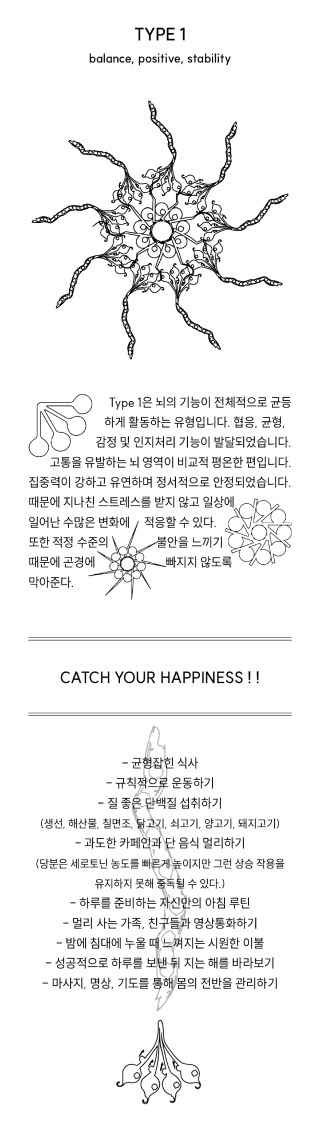 TYPE 1
balance, positive, stability
Type 1은 뇌의 기능이 전체적으로 균등
하게 활동하는 유형입니다. 협응, 균형,
감정 및 인지처리 기능이 발달되었습니다.
고통을 유발하는 뇌 영역이 비교적 평온한 편입니다.
집중력이 강하고 유연하며 정서적으로 안정되었습니다.
때문에 지나친 스트레스를 받지 않고 일상에
일어난 수많은 변화에 적응할 수 있다.
또한 적정 수준의 불안을 느끼기
때문에 곤경에 빠지지 않도록
막아준다.
CATCH YOUR HAPPINESS ! !
- 균형잡힌 식사
- 규칙적으로 운동하기
- 질 좋은 단백질 섭취하기
(생선, 해산물, 칠면조, 닭고기, 쇠고기, 양고기, 돼지고기)
- 과도한 카페인과 단 음식 멀리하기
(당분은 세로토닌 농도를 빠르게 높이지만 그런 상승 작용을
유지하지 못해 중독될 수 있다.)
- 하루를 준비하는 자신만의 아침 루틴
- 멀리 사는 가족, 친구들과 영상통화하기
- 밤에 침대에 누울 때 느껴지는 시원한 이불
- 성공적으로 하루를 보낸 뒤 지는 해를 바라보기
- 마사지, 명상, 기도를 통해 몸의 전반을 관리하기